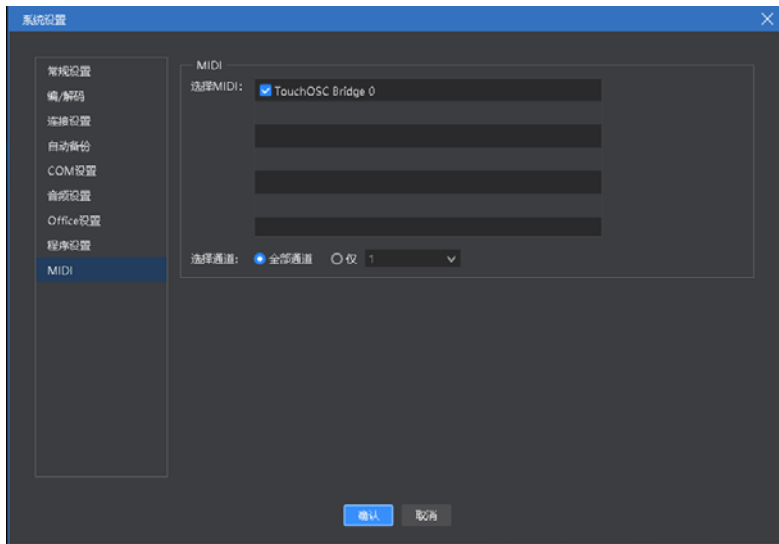 系统设置
常规设置
编/解码
连接设置
自动备份
COM设置
音频设置
Office设置
程序设置
MIDI
MIDI
选择MIDI:
TouchOSC Bridge 0
选择通道:
全部通道
仅
1
确认
取消